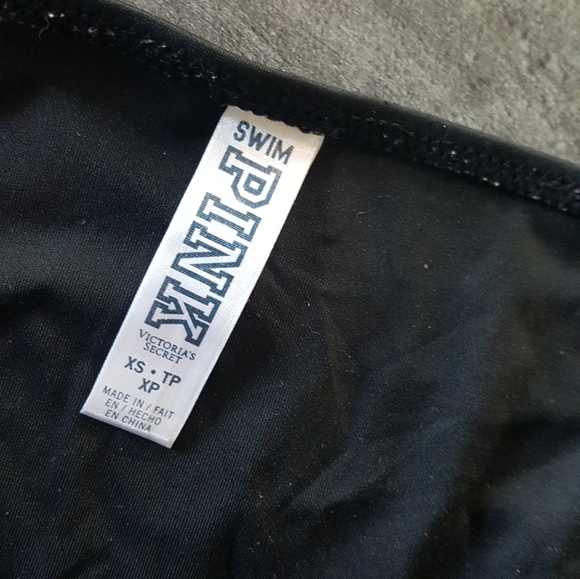 SWIM
PINK
VICTORIA'S
SECRET
XS • TP
XP
MADE IN / FAIT
EN / HECHO
EN CHINA